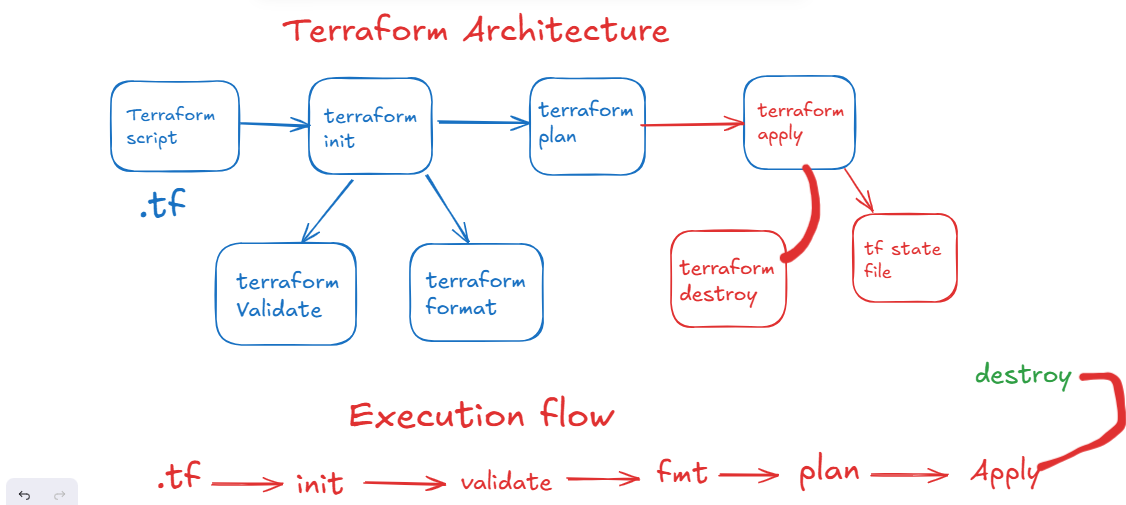 Terraform Architecture
Terraform
script
terraform
init
terraform
plan
terraform
apply
.tf
terraform
Validate
terraform
format
terraform
destroy
tf state
file
destroy
Execution flow
.tf init validate fmt plan Apply